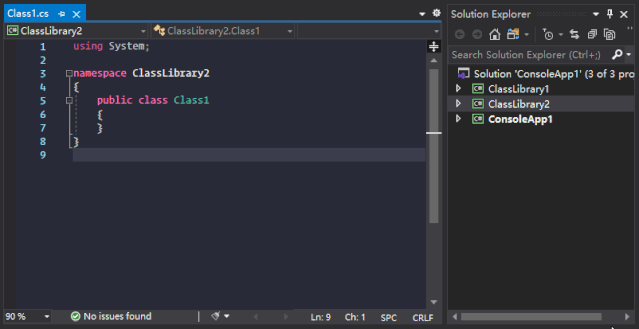 Class1.cs
ClassLibrary2
ClassLibrary2.Class1
1 using System;
2
3 namespace ClassLibrary2
4 {
5 public class Class1
6 {
7 }
8 }
9
90 % No issues found Ln: 9 Ch: 1 SPC CRLF
Solution Explorer
Search Solution Explorer (Ctrl+;)
Solution 'ConsoleApp1' (3 of 3 pro
ClassLibrary1
ClassLibrary2
ConsoleApp1